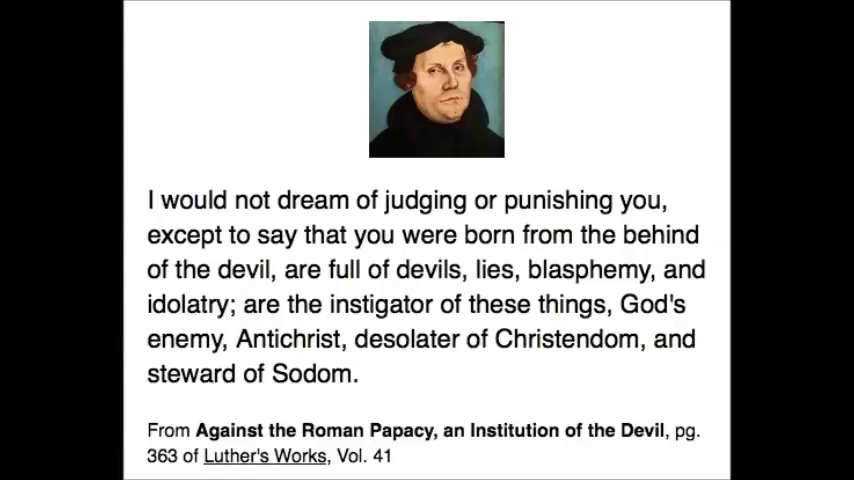 I would not dream of judging or punishing you,
except to say that you were born from the behind
of the devil, are full of devils, lies, blasphemy, and
idolatry; are the instigator of these things, God's
enemy, Antichrist, desolater of Christendom, and
steward of Sodom.
From Against the Roman Papacy, an Institution of the Devil, pg.
363 of Luther's Works, Vol. 41